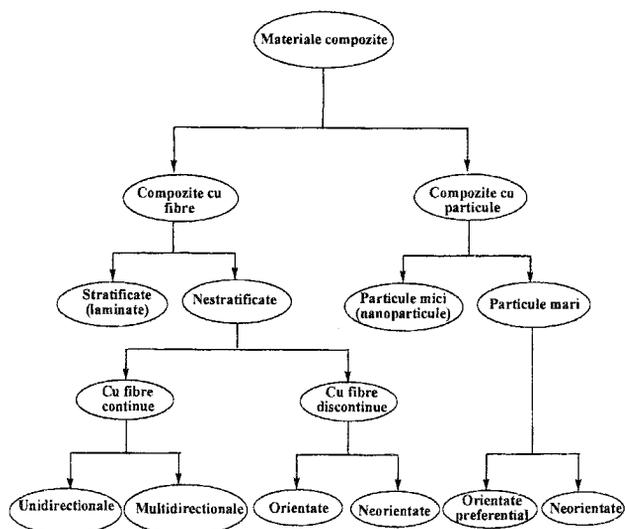 Materiale compozite
Compozite cu
fibre
Compozite cu
particule
Stratificate
(laminate)
Nestratificate
Particule mici
(nanoparticule)
Particule mari
Cu fibre
continue
Cu fibre
discontinue
Unidirectionale
Multidirectionale
Orientate
Neorientate
Orientate
preferential
Neorientate